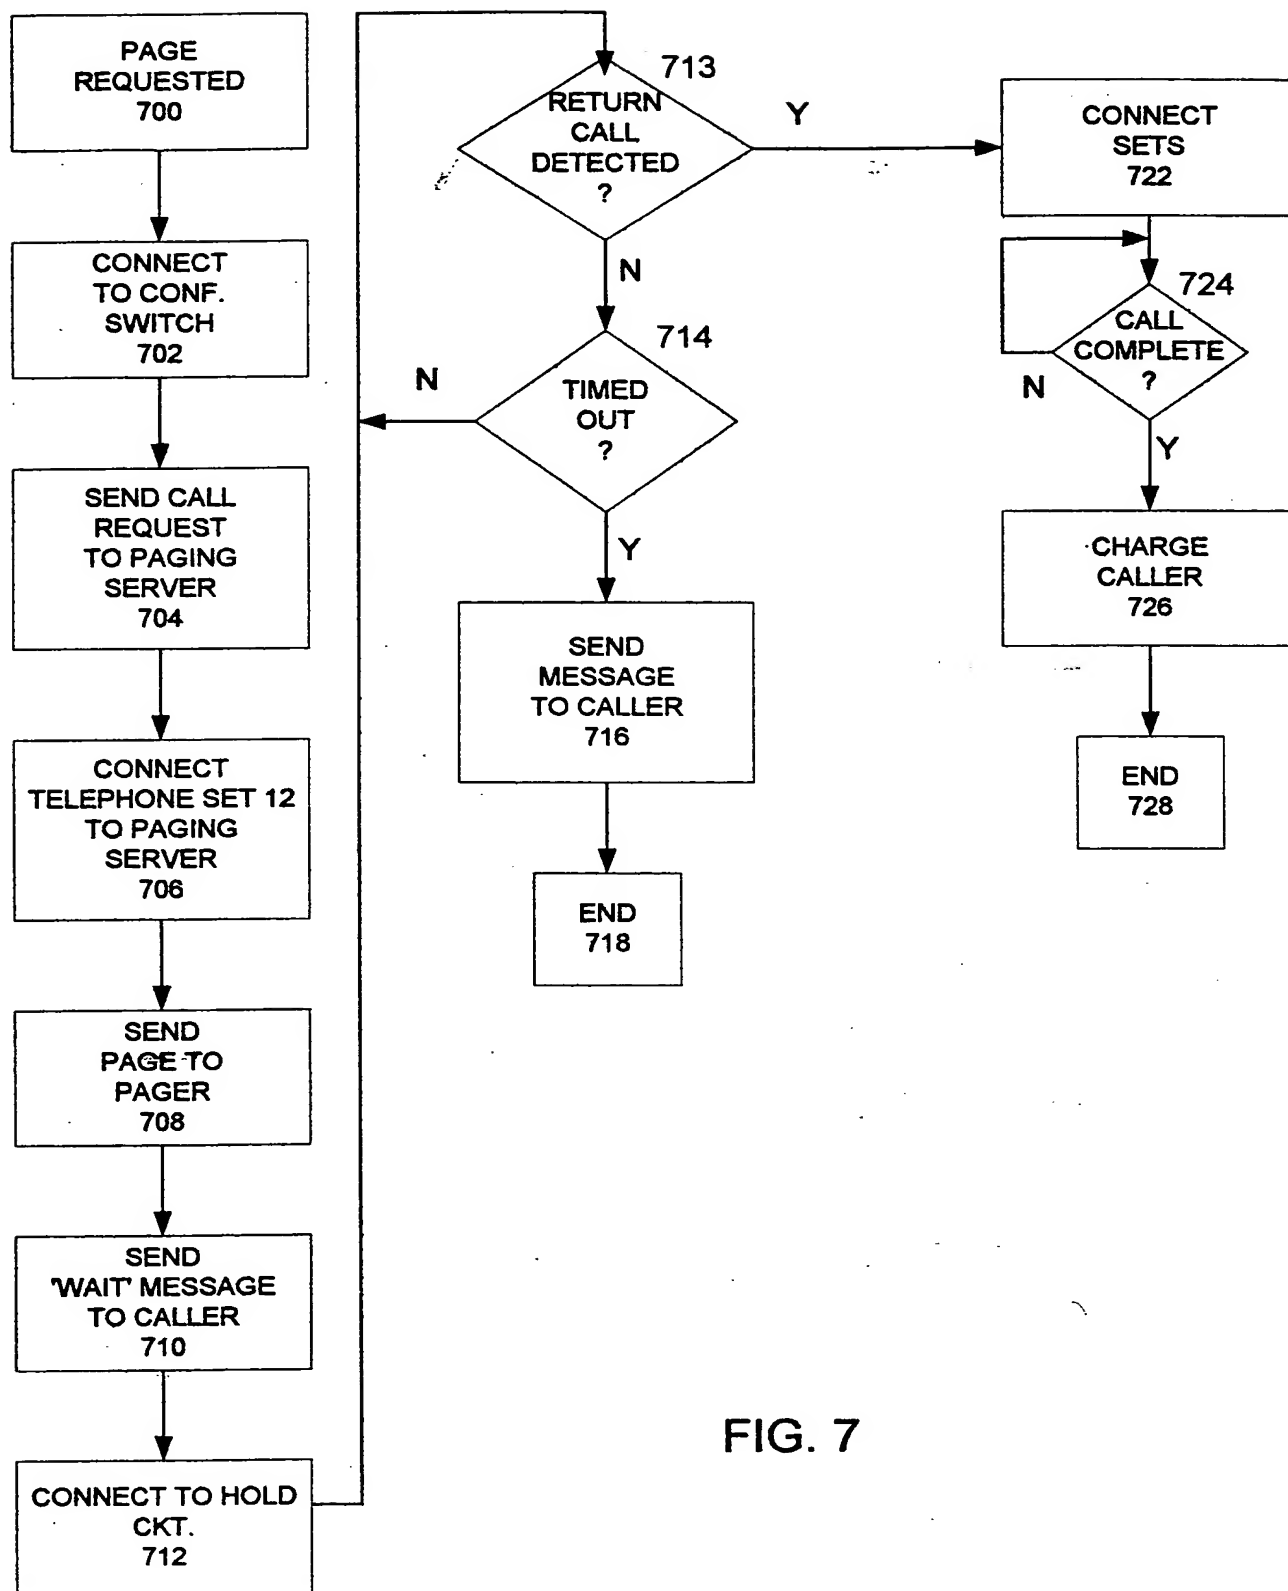 PAGE
REQUESTED
700
CONNECT
TO CONF.
SWITCH
702
SEND CALL
REQUEST
TO PAGING
SERVER
704
CONNECT
TELEPHONE SET 12
TO PAGING
SERVER
706
SEND
PAGE TO
PAGER
708
SEND
'WAIT' MESSAGE
TO CALLER
710
CONNECT TO HOLD
CKT.
712
713
RETURN
CALL
DETECTED
?
Y
N
714
TIMED
OUT
?
N
Y
SEND
MESSAGE
TO CALLER
716
END
718
CONNECT
SETS
722
724
CALL
COMPLETE
?
N
Y
CHARGE
CALLER
726
END
728
FIG. 7